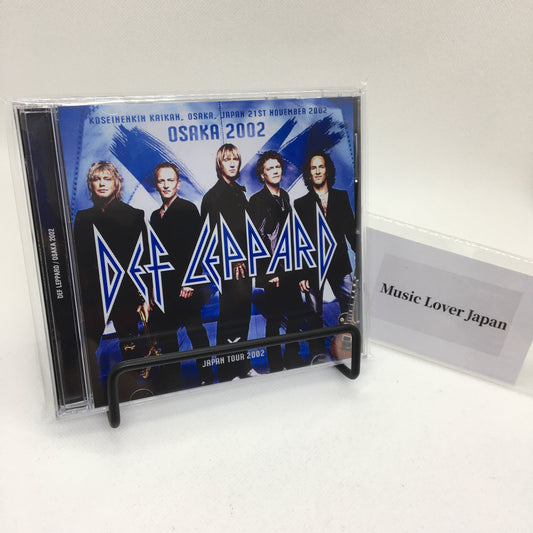 KOSEINENKIN KAIKAN, OSAKA, JAPAN 21ST NOVEMBER 2002
OSAKA 2002
DEF LEPPARD
JAPAN TOUR 2002
DEF LEPPARD / OSAKA 2002
Music Lover Japan